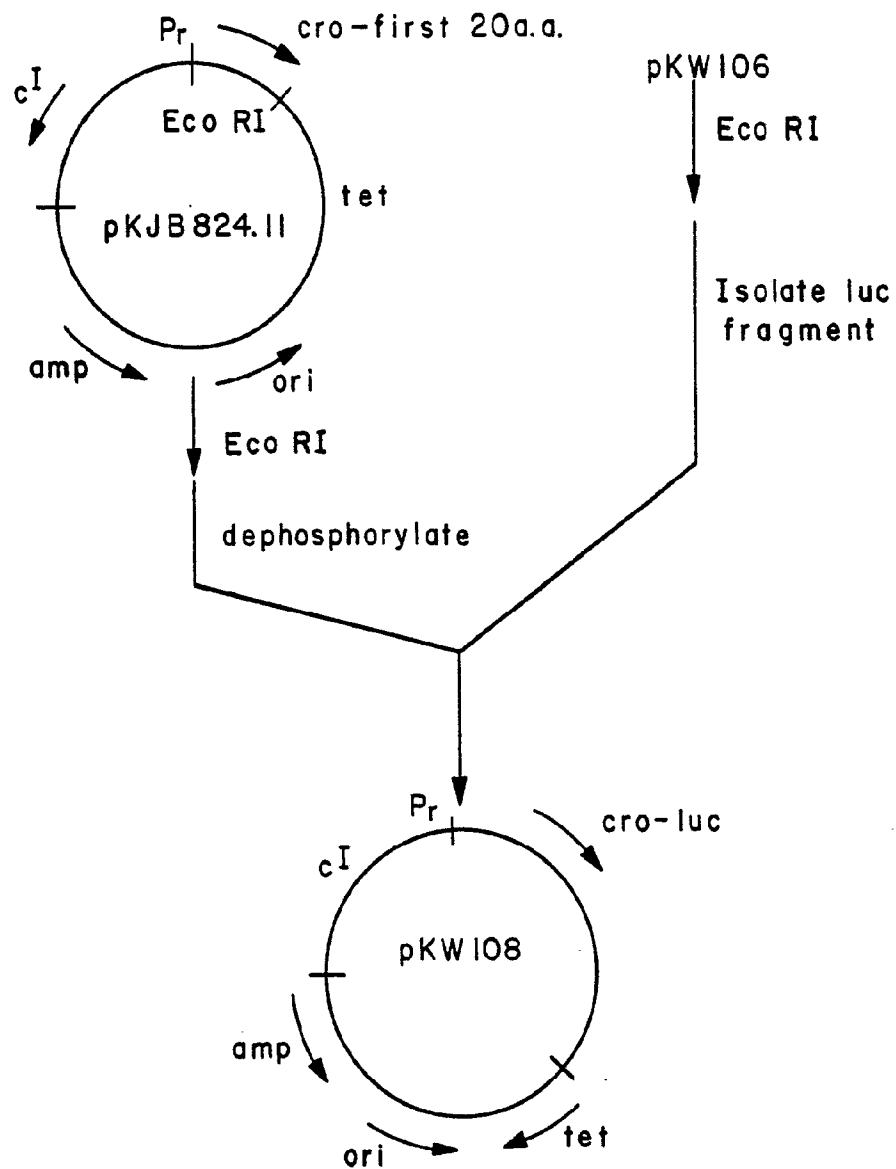 Pr
cro-first 20a.a.
cI
Eco RI
tet
pKJB824.11
amp
ori
Eco RI
dephosphorylate
pKW106
Eco RI
Isolate luc
fragment
Pr
cro-luc
cI
pKW108
amp
ori
tet